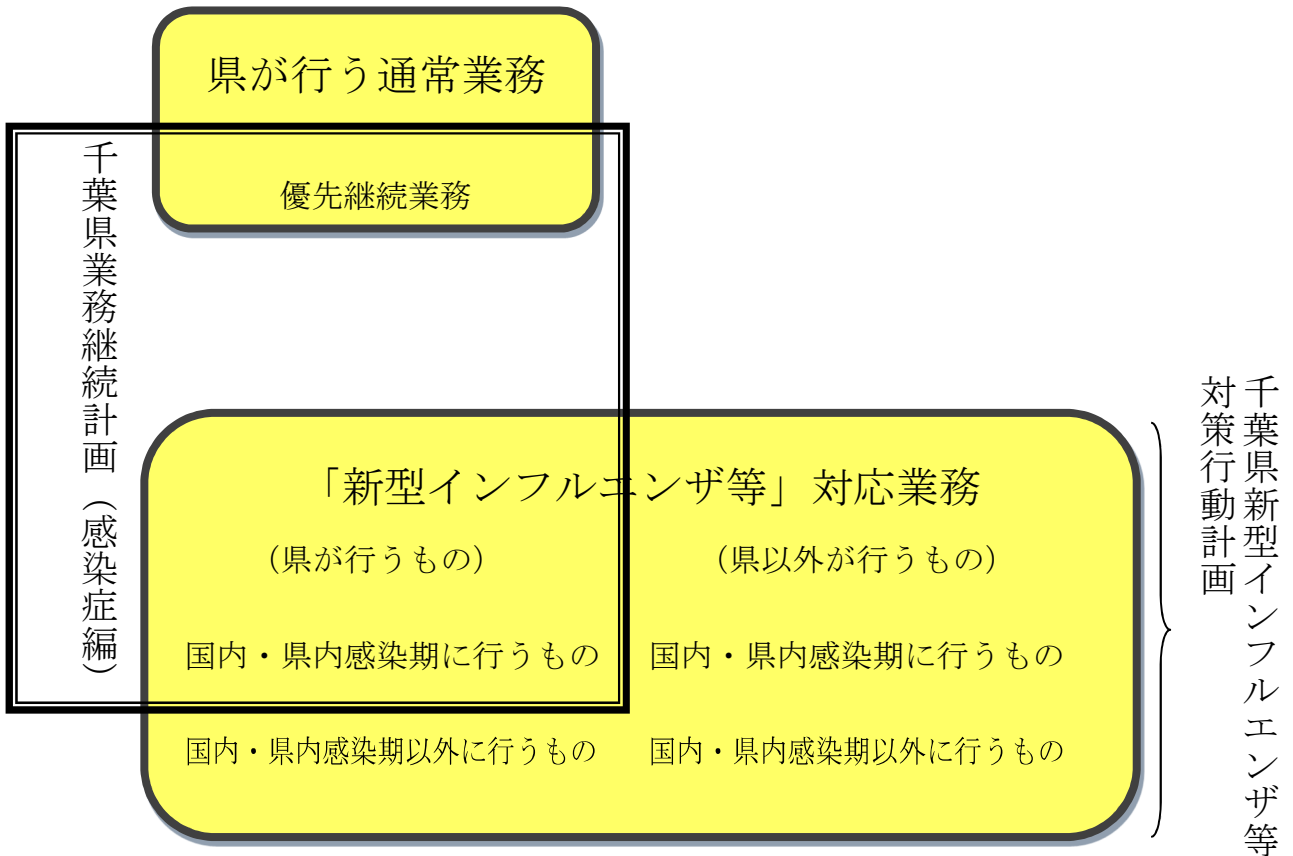 県が行う通常業務
優先継続業務
千葉県業務継続計画（感染症編）
「新型インフルエンザ等」対応業務
（県が行うもの）
（県以外が行うもの）
国内・県内感染期に行うもの
国内・県内感染期に行うもの
国内・県内感染期以外に行うもの
国内・県内感染期以外に行うもの
千葉県新型インフルエンザ等
対策行動計画